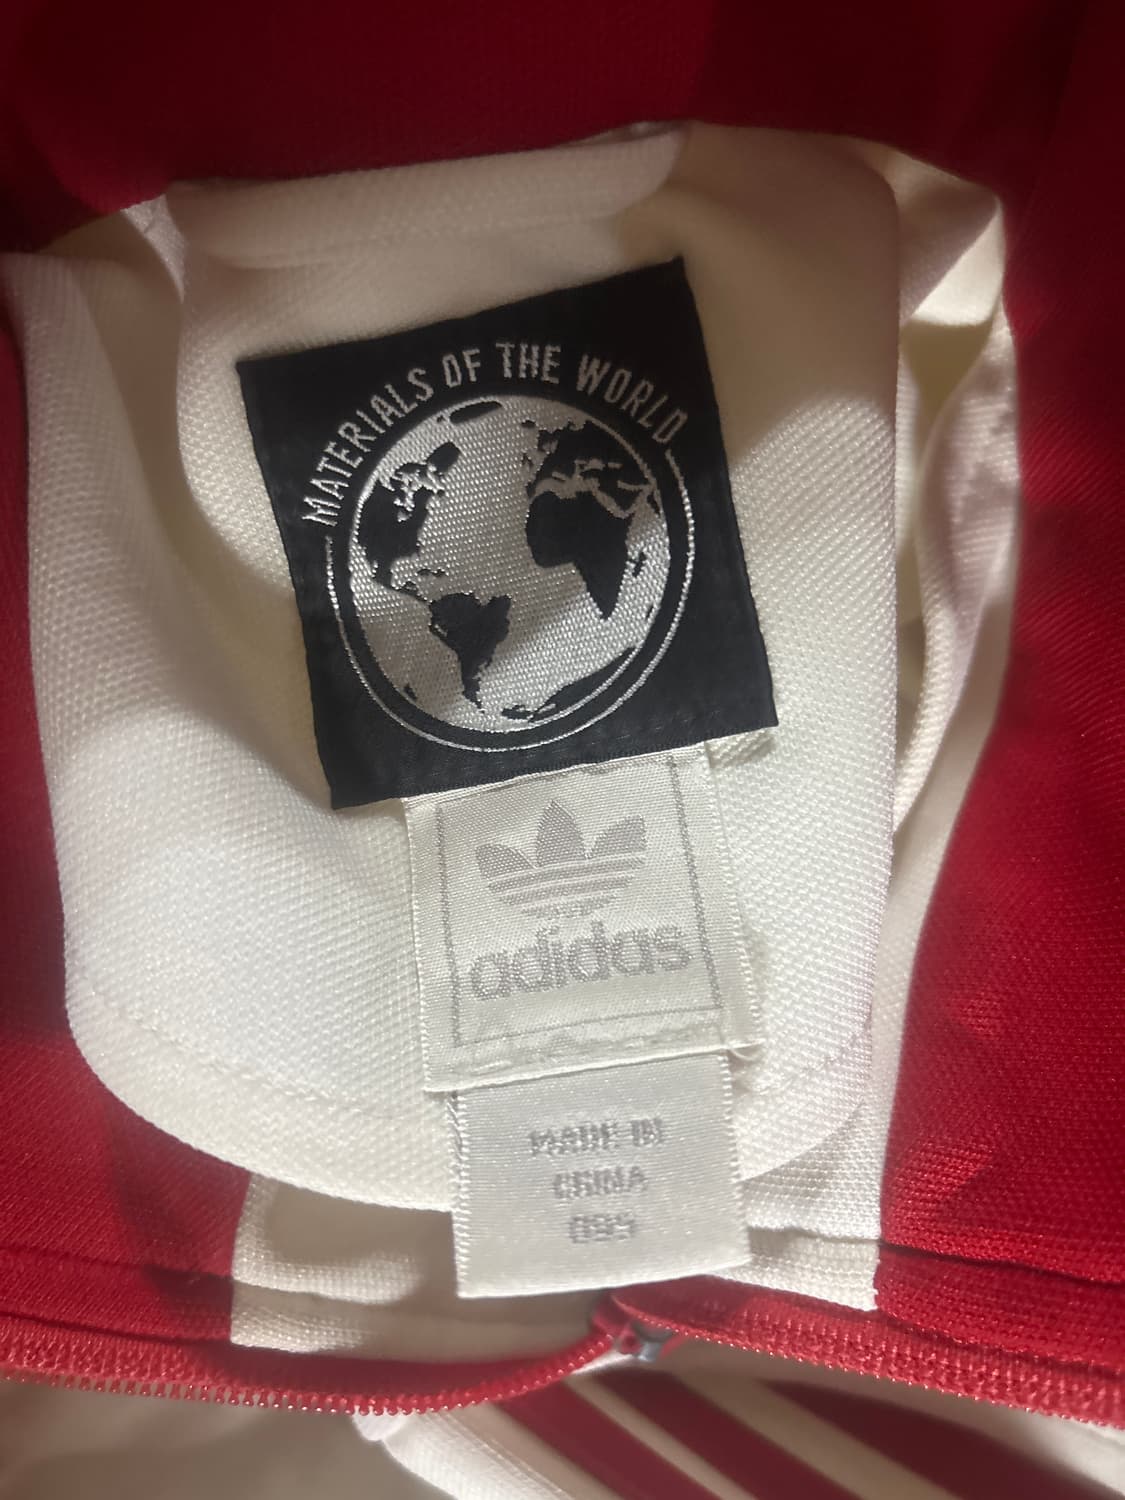 MATERIALS OF THE WORLD
adidas
MADE IN
CHINA